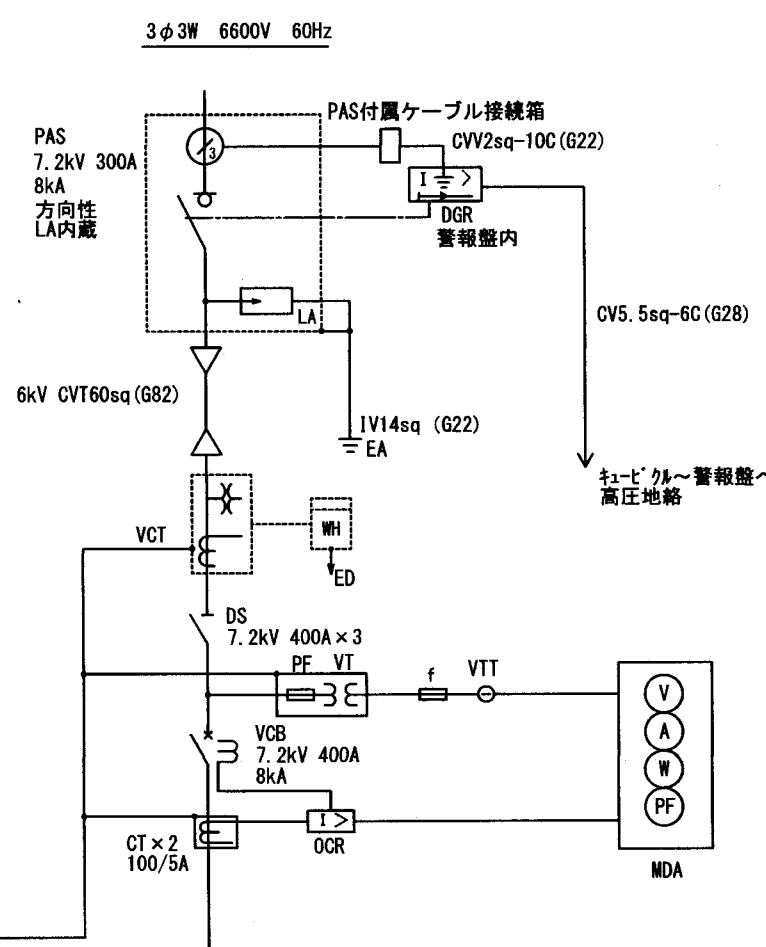 3φ3W 6600V 60Hz
PAS
7.2kV 300A
8kA
方向性
LA内蔵
3
PAS付属ケーブル接続箱
CVV2sq-10C(G22)
I >
DGR
警報盤内
LA
CV5.5sq-6C(G28)
6kV CVT60sq(G82)
IV14sq (G22)
EA
キュービクル～警報盤～
高圧地絡
VCT
WH
ED
DS
7.2kV 400A×3
PF VT
f
VTT
V
A
W
PF
MDA
VCB
7.2kV 400A
8kA
I >
OCR
CT×2
100/5A